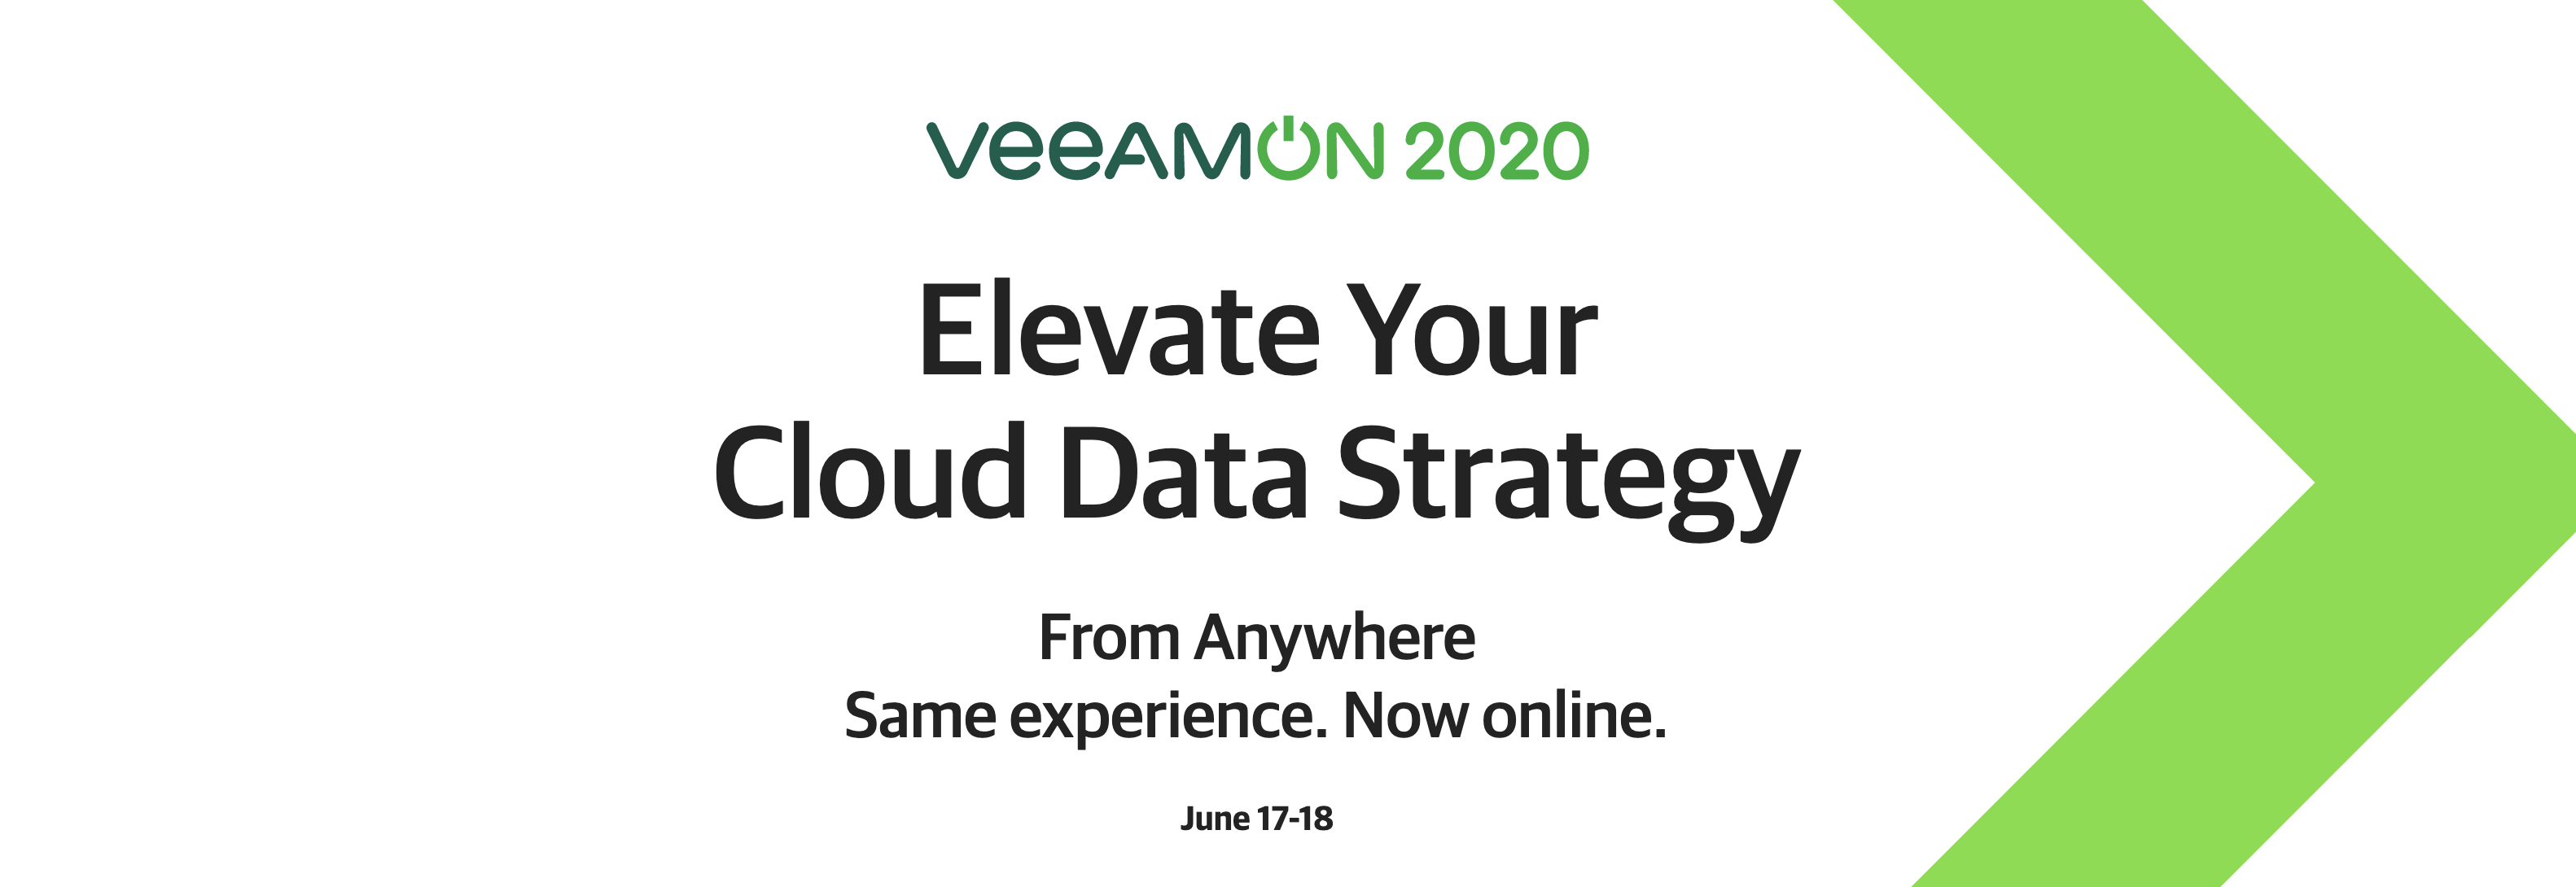 veeAMON 2020
Elevate Your
Cloud Data Strategy
From Anywhere
Same experience. Now online.
June 17-18